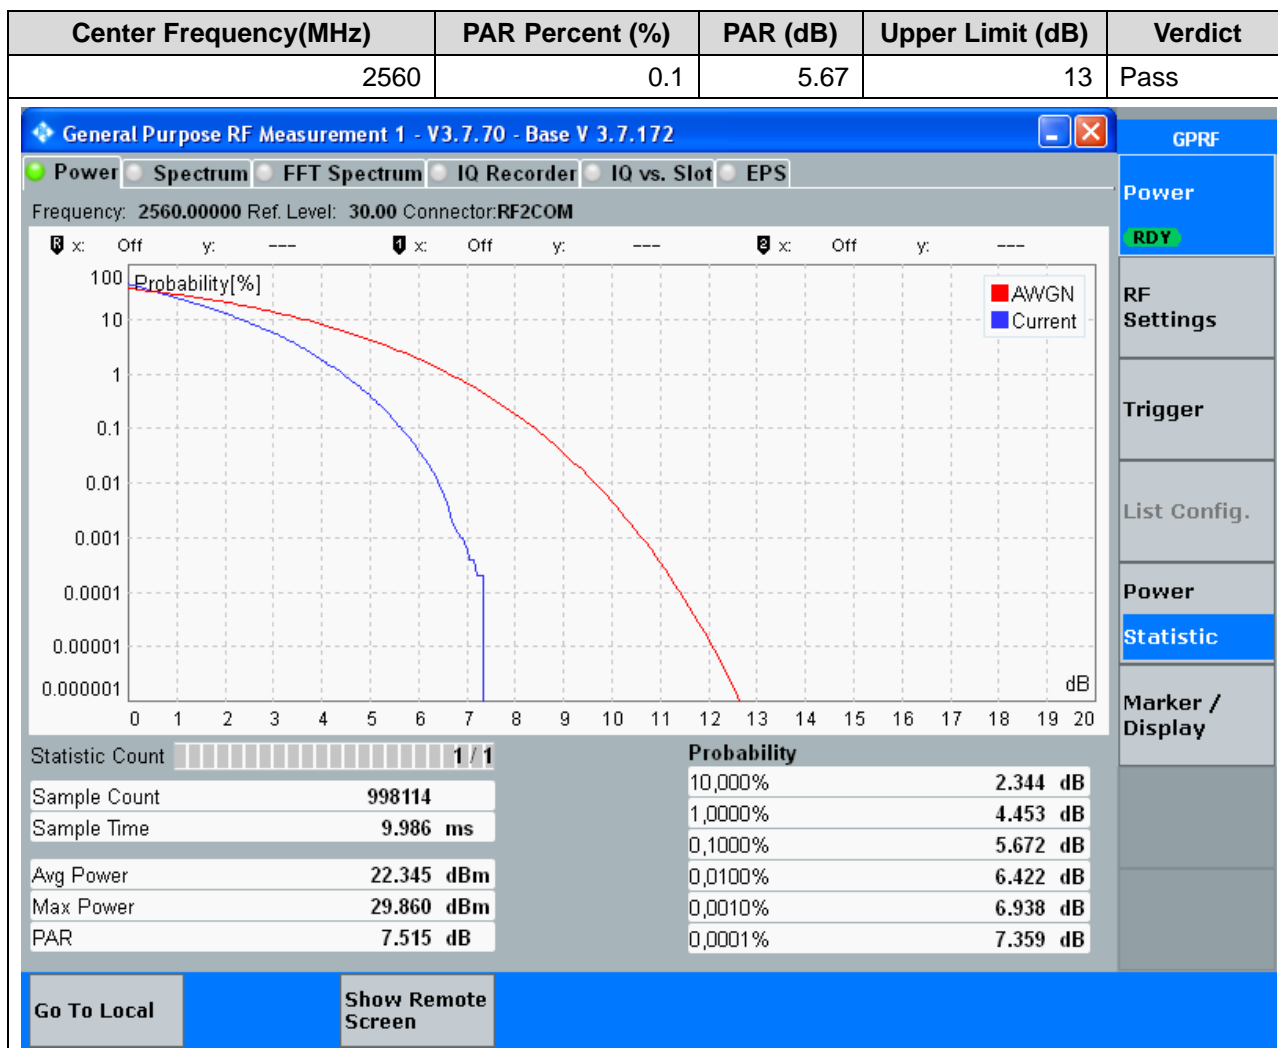 Center Frequency(MHz) PAR Percent (%) PAR (dB) Upper Limit (dB) Verdict
2560 0.1 5.67 13 Pass
General Purpose RF Measurement 1 - V3.7.70 - Base V 3.7.172
GPRF
Power Spectrum FFT Spectrum IQ Recorder IQ vs. Slot EPS
Power
RDY
Frequency: 2560.00000 Ref. Level: 30.00 Connector:RF2COM
R x: Off y: --- 1 x: Off y: --- 2 x: Off y: ---
Probability[%]
AWGN
Current
100
10
1
0.1
0.01
0.001
0.0001
0.00001
0.000001
dB
0 1 2 3 4 5 6 7 8 9 10 11 12 13 14 15 16 17 18 19 20
RF
Settings
Trigger
List Config.
Power
Statistic
Marker /
Display
Statistic Count 1 / 1
Sample Count 998114
Sample Time 9.986 ms
Avg Power 22.345 dBm
Max Power 29.860 dBm
PAR 7.515 dB
Probability
10,000% 2.344 dB
1,0000% 4.453 dB
0,1000% 5.672 dB
0,0100% 6.422 dB
0,0010% 6.938 dB
0,0001% 7.359 dB
Go To Local
Show Remote
Screen